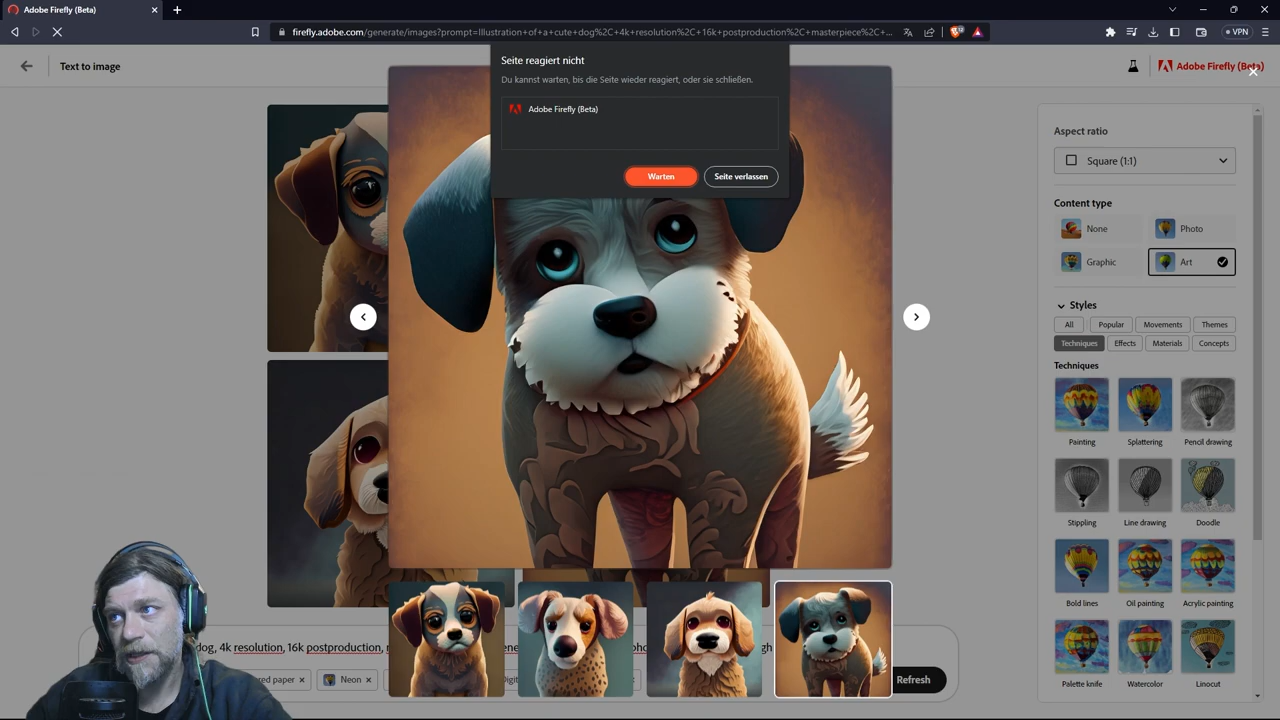 Adobe Firefly (Beta)
firefly.adobe.com/generate/images?prompt=Illustration+of+a+cute+dog%2C+4k+resolution%2C+16k+postproduction%2C+masterpiece%2C+...
VPN
Text to image
Adobe Firefly (Beta)
Seite reagiert nicht
Du kannst warten, bis die Seite wieder reagiert, oder sie schließen.
Adobe Firefly (Beta)
Warten
Seite verlassen
Aspect ratio
Square (1:1)
Content type
None
Photo
Graphic
Art
Styles
All
Popular
Movements
Themes
Techniques
Effects
Materials
Concepts
Techniques
Painting
Splattering
Pencil drawing
Stippling
Line drawing
Doodle
Bold lines
Oil painting
Acrylic painting
Palette knife
Watercolor
Linocut
dog, 4k resolution, 16k postproduction,
paper
Neon
Refresh